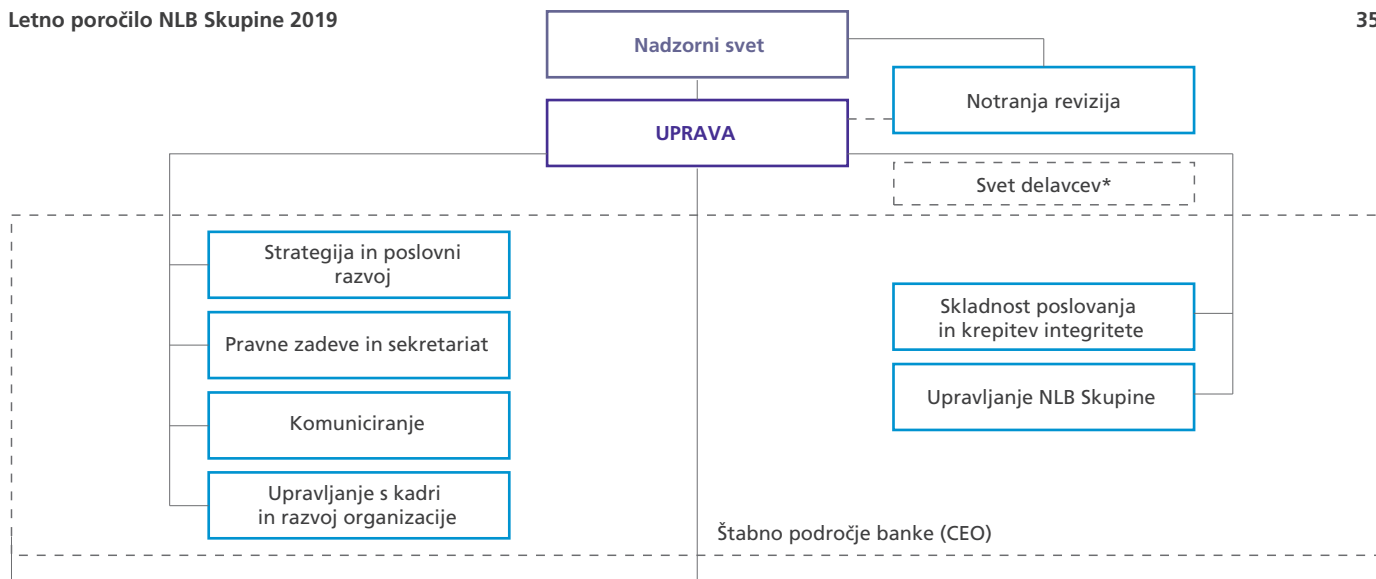 Letno poročilo NLB Skupine 2019
35
Nadzorni svet
Notranja revizija
UPRAVA
Svet delavcev*
Strategija in poslovni
razvoj
Pravne zadeve in sekretariat
Komuniciranje
Upravljanje s kadri
in razvoj organizacije
Skladnost poslovanja
in krepitev integritete
Upravljanje NLB Skupine
Štabno področje banke (CEO)